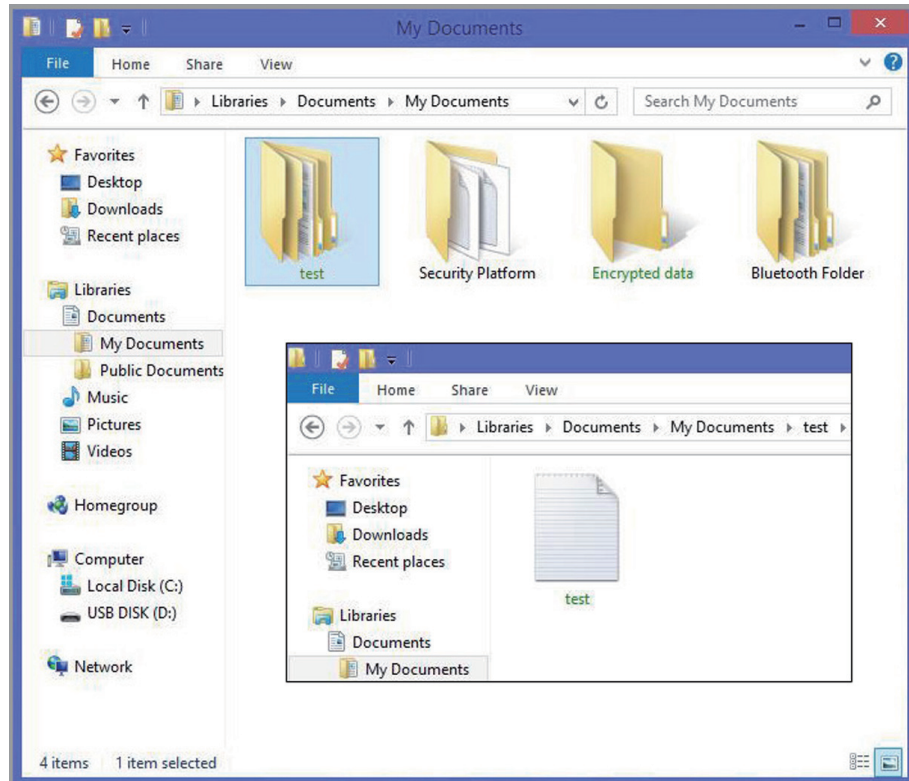 My Documents
File Home Share View
Libraries Documents My Documents Search My Documents
Favorites
Desktop
Downloads
Recent places
Libraries
Documents
My Documents
Public Documents
Music
Pictures
Videos
Homegroup
Computer
Local Disk (C:)
USB DISK (D:)
Network
test Security Platform Encrypted data Bluetooth Folder
File Home Share View
Libraries Documents My Documents test
Favorites
Desktop
Downloads
Recent places
Libraries
Documents
My Documents
test
4 items 1 item selected